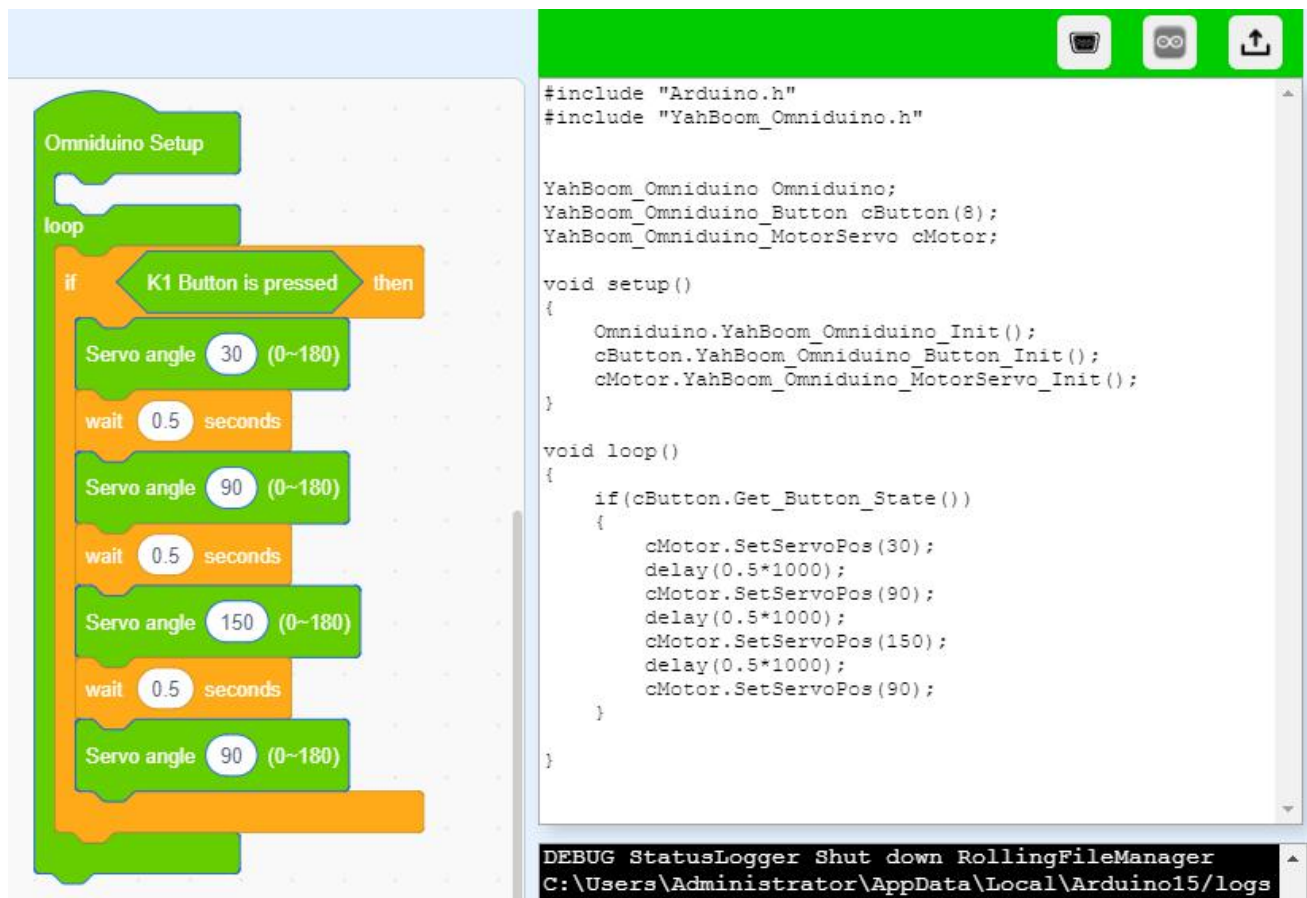 Omniduino Setup
loop
if K1 Button is pressed then
Servo angle 30 (0~180)
wait 0.5 seconds
Servo angle 90 (0~180)
wait 0.5 seconds
Servo angle 150 (0~180)
wait 0.5 seconds
Servo angle 90 (0~180)
#include "Arduino.h"
#include "YahBoom_Omniduino.h"
YahBoom_Omniduino Omniduino;
YahBoom_Omniduino_Button cButton(8);
YahBoom_Omniduino_MotorServo cMotor;
void setup()
{
    Omniduino.YahBoom_Omniduino_Init();
    cButton.YahBoom_Omniduino_Button_Init();
    cMotor.YahBoom_Omniduino_MotorServo_Init();
}
void loop()
{
    if(cButton.Get_Button_State())
    {
        cMotor.SetServoPos(30);
        delay(0.5*1000);
        cMotor.SetServoPos(90);
        delay(0.5*1000);
        cMotor.SetServoPos(150);
        delay(0.5*1000);
        cMotor.SetServoPos(90);
    }
}
DEBUG StatusLogger Shut down RollingFileManager
C:\Users\Administrator\AppData\Local\Arduino15/logs